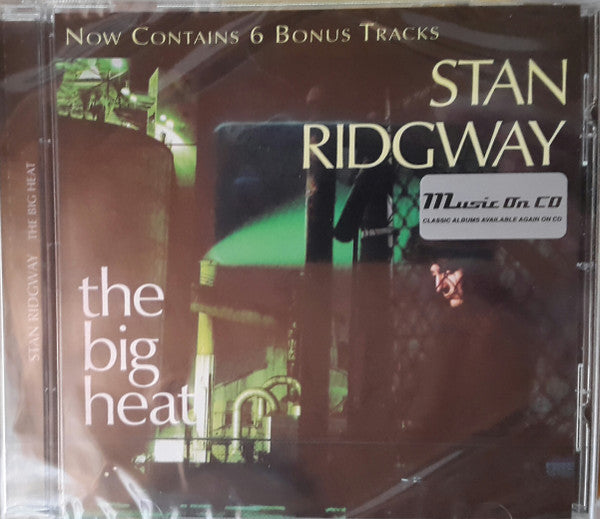 NOW CONTAINS 6 BONUS TRACKS
STAN
RIDGWAY
Music On CD
CLASSIC ALBUMS AVAILABLE AGAIN ON CD
the
big
heat
STAN RIDGWAY THE BIG HEAT